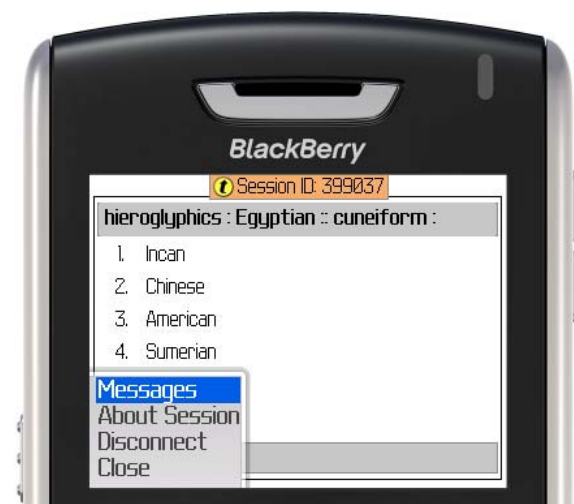 BlackBerry
t Session ID: 399037
hieroglyphics : Egyptian :: cuneiform :
1. Incan
2. Chinese
3. American
4. Sumerian
Messages
About Session
Disconnect
Close